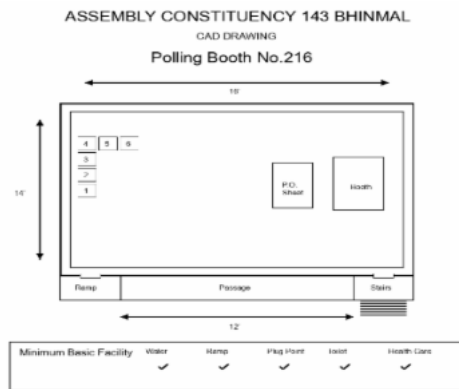 ASSEMBLY CONSTITUENCY 143 BHINMAL
CAD DRAWING
Polling Booth No.216
16'
14'
4 5 6
3
2
1
P.O. Sheet
Booth
Ramp Passage Stairs
12'
Minimum Basic Facility Water Ramp Plug Point Toilet Health Care